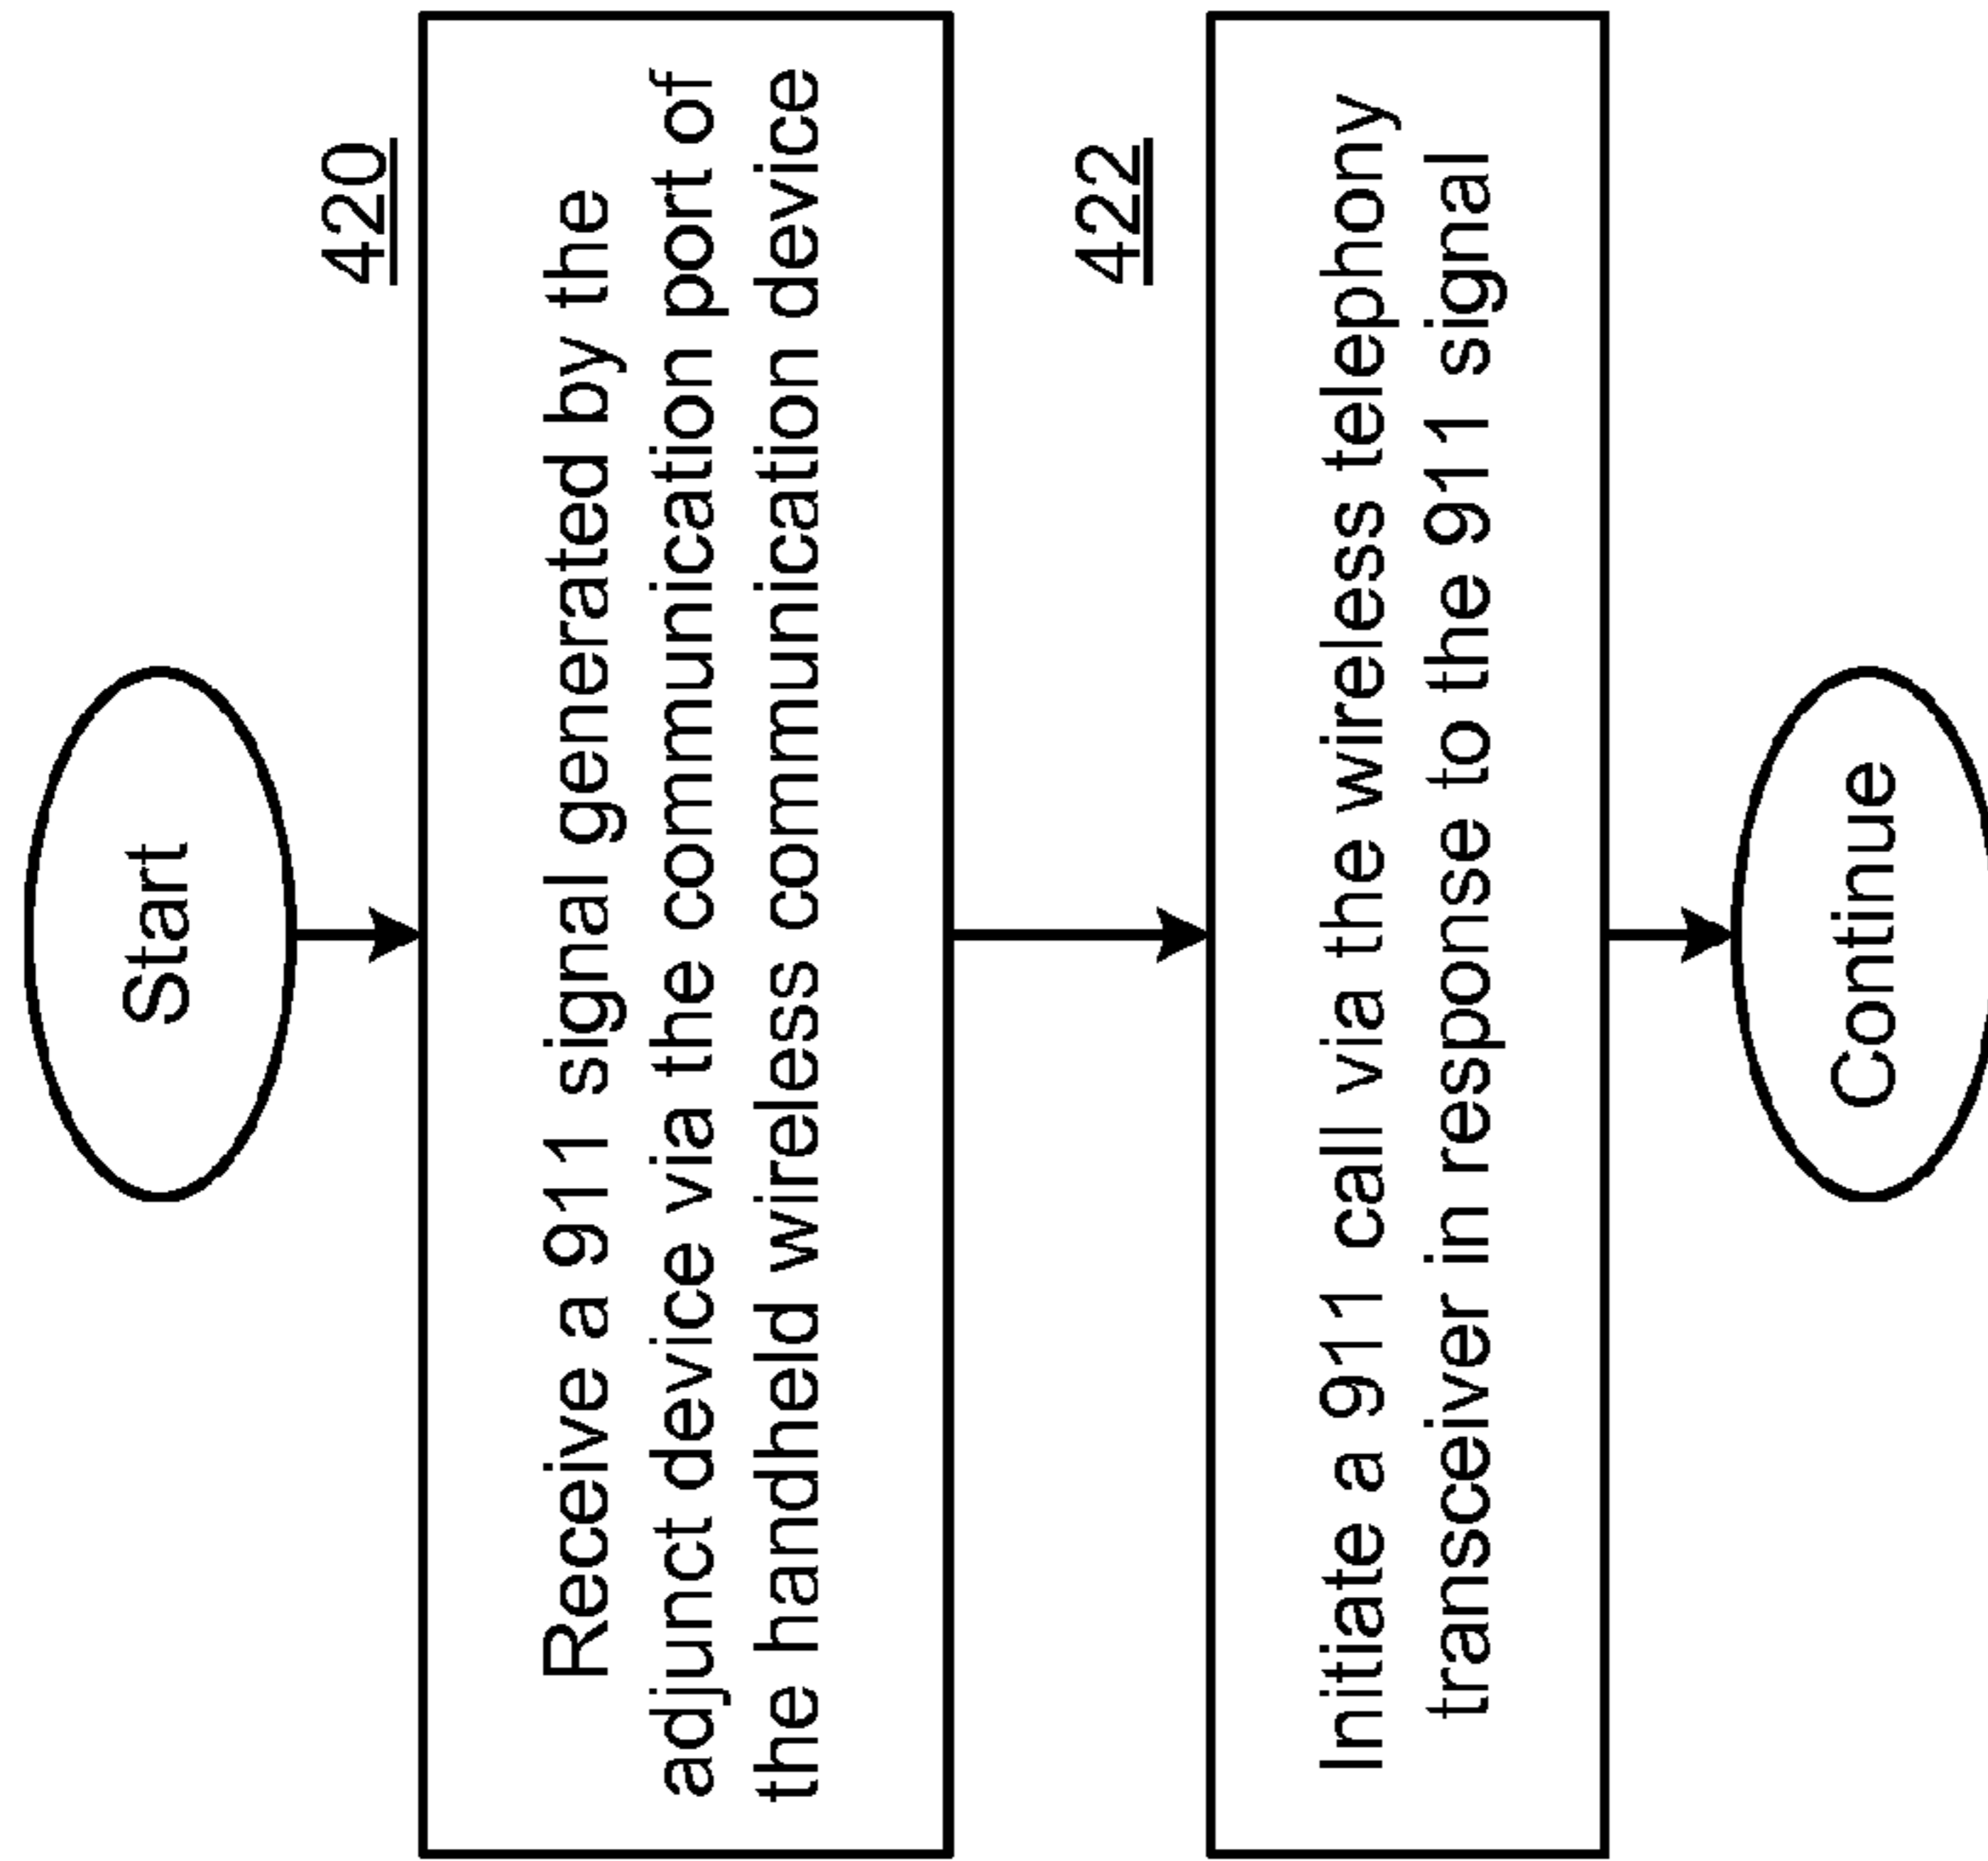 Start
420
Receive a 911 signal generated by the
adjunct device via the communication port of
the handheld wireless communication device
422
Initiate a 911 call via the wireless telephony
transceiver in response to the 911 signal
Continue